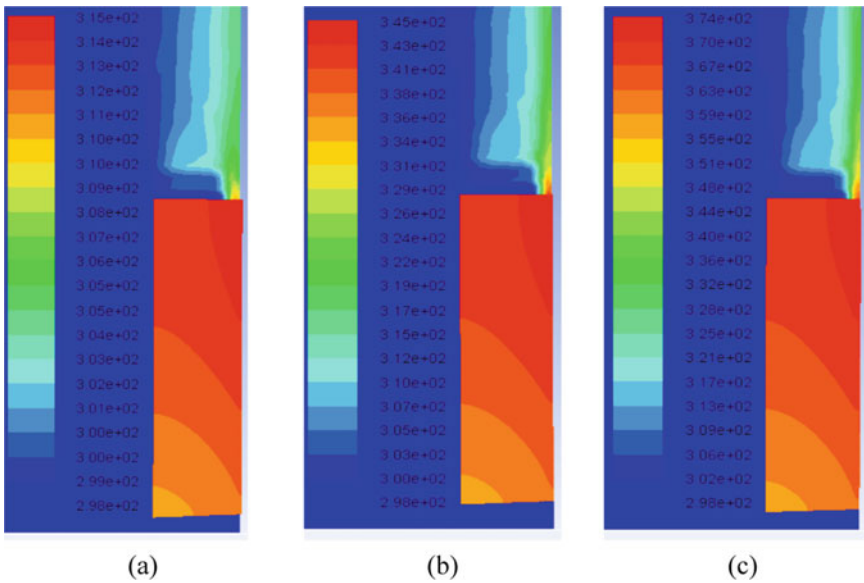 3.15e+02
3.14e+02
3.13e+02
3.12e+02
3.11e+02
3.10e+02
3.10e+02
3.09e+02
3.08e+02
3.07e+02
3.06e+02
3.05e+02
3.04e+02
3.03e+02
3.02e+02
3.01e+02
3.00e+02
3.00e+02
2.99e+02
2.98e+02
(a)
3.45e+02
3.43e+02
3.41e+02
3.38e+02
3.36e+02
3.34e+02
3.31e+02
3.29e+02
3.26e+02
3.24e+02
3.22e+02
3.17e+02
3.15e+02
3.12e+02
3.10e+02
3.07e+02
3.05e+02
3.03e+02
3.00e+02
2.98e+02
(b)
3.74e+02
3.70e+02
3.67e+02
3.63e+02
3.59e+02
3.55e+02
3.51e+02
3.48e+02
3.44e+02
3.40e+02
3.36e+02
3.32e+02
3.28e+02
3.25e+02
3.21e+02
3.17e+02
3.13e+02
3.09e+02
3.06e+02
3.02e+02
2.98e+02
(c)